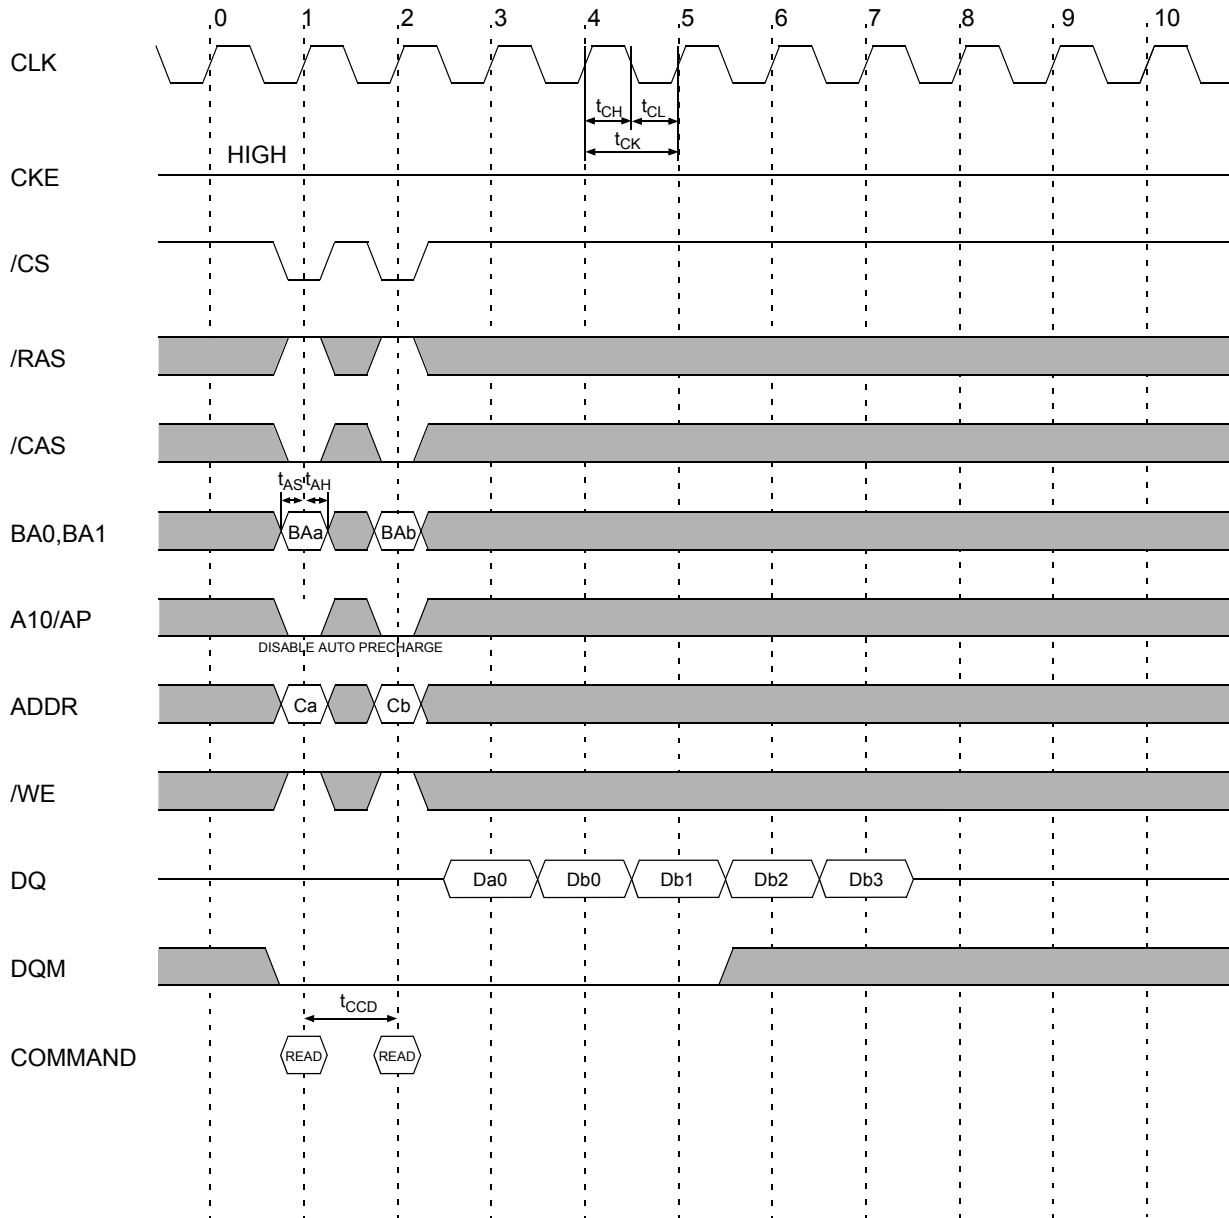 0 1 2 3 4 5 6 7 8 9 10
CLK
tCH tCL
tCK
HIGH
CKE
/CS
/RAS
/CAS
tAS tAH
BA0,BA1 BAa BAb
A10/AP
DISABLE AUTO PRECHARGE
ADDR Ca Cb
/WE
DQ Da0 Db0 Db1 Db2 Db3
DQM
tCCD
COMMAND READ READ